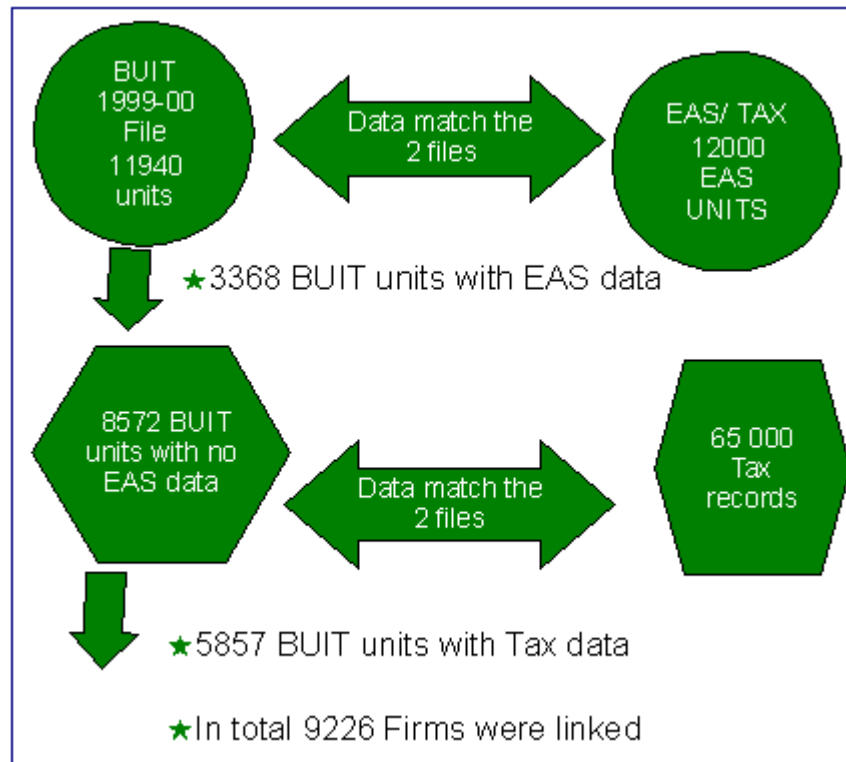 BUIT
1999-00
File
11940
units
Data match the
2 files
EAS/ TAX
12000
EAS
UNITS
★3368 BUIT units with EAS data
8572 BUIT
units with no
EAS data
Data match the
2 files
65 000
Tax
records
★5857 BUIT units with Tax data
★In total 9226 Firms were linked